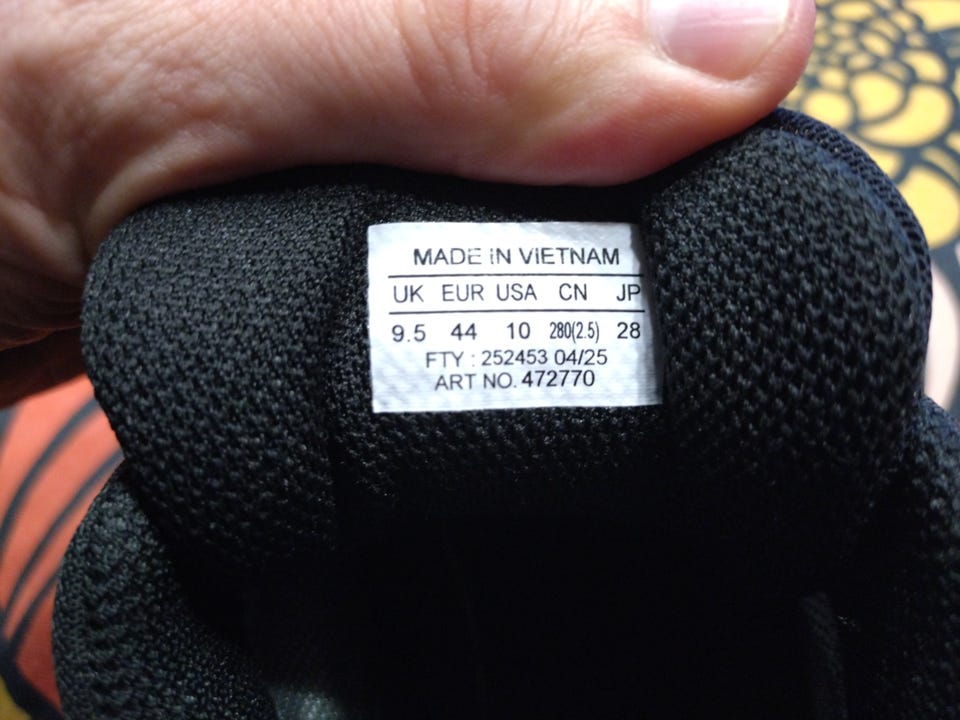 MADE IN VIETNAM
UK EUR USA CN JP
9.5 44 10 280(2.5) 28
FTY : 252453 04/25
ART NO. 472770